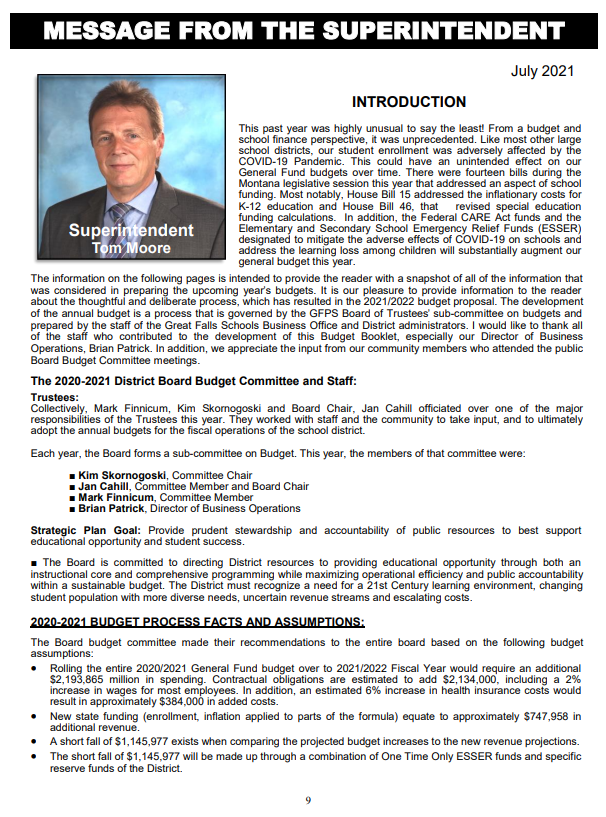 MESSAGE FROM THE SUPERINTENDENT
July 2021
Superintendent
Tom Moore
INTRODUCTION
This past year was highly unusual to say the least! From a budget and
school finance perspective, it was unprecedented. Like most other large
school districts, our student enrollment was adversely affected by the
COVID-19 Pandemic. This could have an unintended effect on our
General Fund budgets over time. There were fourteen bills during the
Montana legislative session this year that addressed an aspect of school
funding. Most notably, House Bill 15 addressed the inflationary costs for
K-12 education and House Bill 46, that revised special education
funding calculations. In addition, the Federal CARE Act funds and the
Elementary and Secondary School Emergency Relief Funds (ESSER)
designated to mitigate the adverse effects of COVID-19 on schools and
address the learning loss among children will substantially augment our
general budget this year.
The information on the following pages is intended to provide the reader with a snapshot of all of the information that
was considered in preparing the upcoming year's budgets. It is our pleasure to provide information to the reader
about the thoughtful and deliberate process, which has resulted in the 2021/2022 budget proposal. The development
of the annual budget is a process that is governed by the GFPS Board of Trustees' sub-committee on budgets and
prepared by the staff of the Great Falls Schools Business Office and District administrators. I would like to thank all
of the staff who contributed to the development of this Budget Booklet, especially our Director of Business
Operations, Brian Patrick. In addition, we appreciate the input from our community members who attended the public
Board Budget Committee meetings.
The 2020-2021 District Board Budget Committee and Staff:
Trustees:
Collectively, Mark Finnicum, Kim Skornogoski and Board Chair, Jan Cahill officiated over one of the major
responsibilities of the Trustees this year. They worked with staff and the community to take input, and to ultimately
adopt the annual budgets for the fiscal operations of the school district.
Each year, the Board forms a sub-committee on Budget. This year, the members of that committee were:
■ Kim Skornogoski, Committee Chair
■ Jan Cahill, Committee Member and Board Chair
■ Mark Finnicum, Committee Member
■ Brian Patrick, Director of Business Operations
Strategic Plan Goal: Provide prudent stewardship and accountability of public resources to best support
educational opportunity and student success.
■ The Board is committed to directing District resources to providing educational opportunity through both an
instructional core and comprehensive programming while maximizing operational efficiency and public accountability
within a sustainable budget. The District must recognize a need for a 21st Century learning environment, changing
student population with more diverse needs, uncertain revenue streams and escalating costs.
2020-2021 BUDGET PROCESS FACTS AND ASSUMPTIONS:
The Board budget committee made their recommendations to the entire board based on the following budget
assumptions:
● Rolling the entire 2020/2021 General Fund budget over to 2021/2022 Fiscal Year would require an additional
$2,193,865 million in spending. Contractual obligations are estimated to add $2,134,000, including a 2%
increase in wages for most employees. In addition, an estimated 6% increase in health insurance costs would
result in approximately $384,000 in added costs.
● New state funding (enrollment, inflation applied to parts of the formula) equate to approximately $747,958 in
additional revenue.
● A short fall of $1,145,977 exists when comparing the projected budget increases to the new revenue projections.
● The short fall of $1,145,977 will be made up through a combination of One Time Only ESSER funds and specific
reserve funds of the District.
9